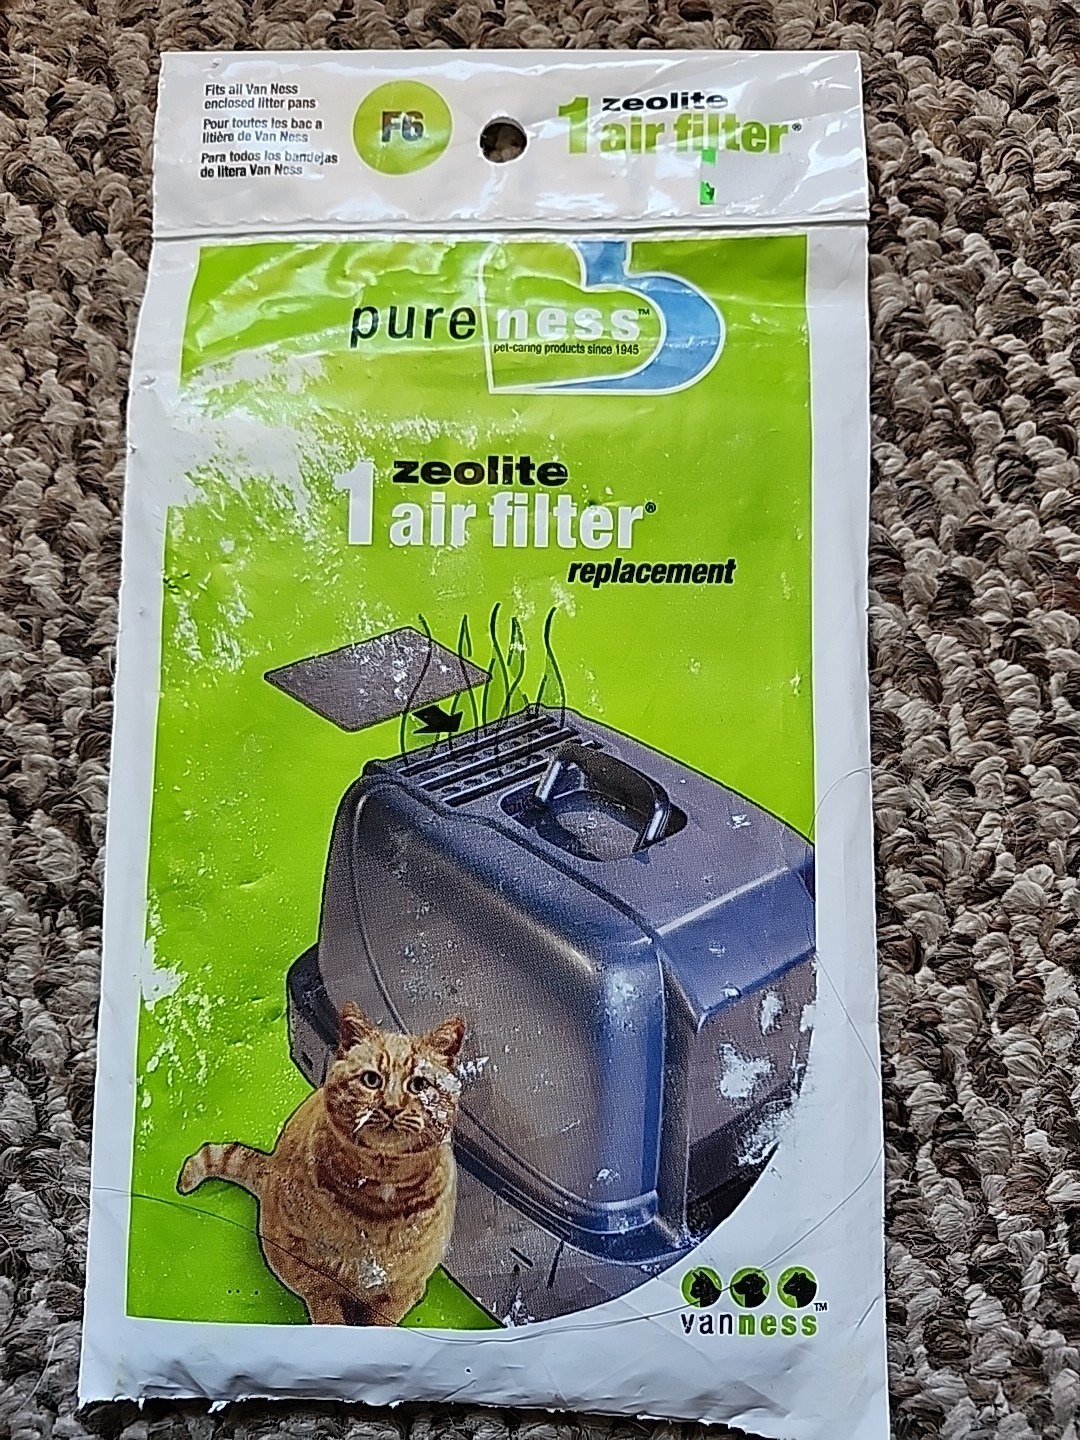 Fits all Van Ness
enclosed litter pans
Pour toutes les bac a
litière de Van Ness
Para todos los bandejas
de litera Van Ness
F6
1 zeolite
air filter®
pureness™
pet-caring products since 1945
1 zeolite
air filter®
replacement
vanness™